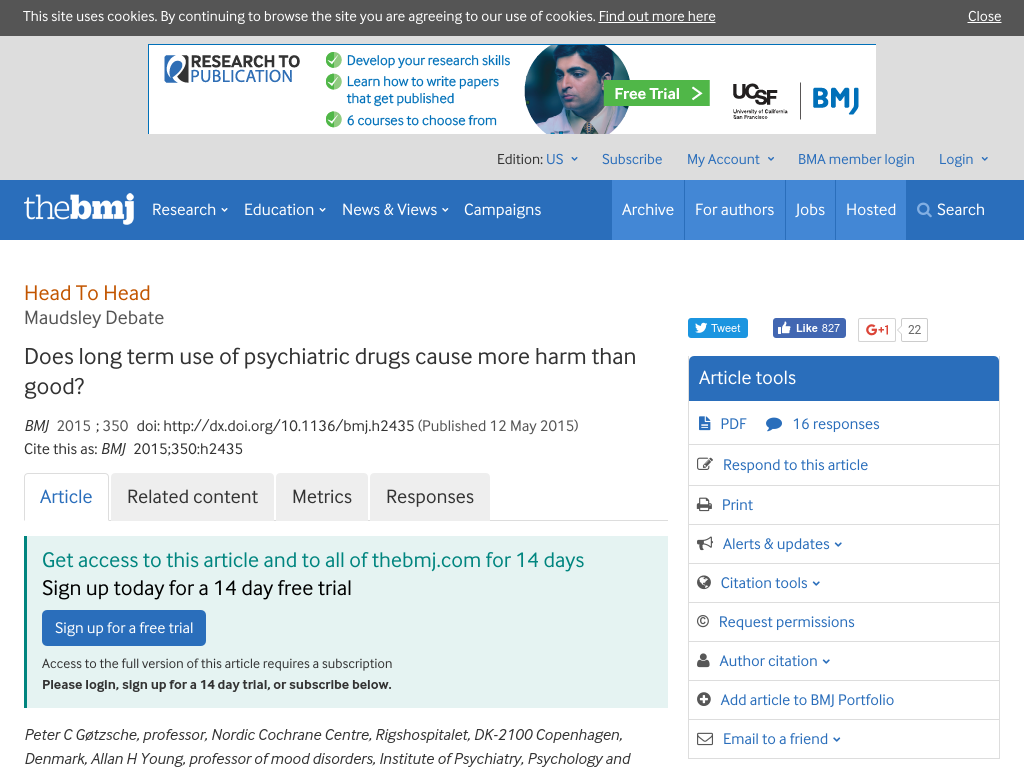 This site uses cookies. By continuing to browse the site you are agreeing to our use of cookies. Find out more here
Close
RESEARCH TO
PUBLICATION
Develop your research skills
Learn how to write papers
that get published
6 courses to choose from
Free Trial
UCSF
University of California
San Francisco
BMJ
Edition: US
Subscribe
My Account
BMA member login
Login
thebmj
Research
Education
News & Views
Campaigns
Archive
For authors
Jobs
Hosted
Search
Head To Head
Maudsley Debate
Does long term use of psychiatric drugs cause more harm than
good?
BMJ 2015 ; 350 doi: http://dx.doi.org/10.1136/bmj.h2435 (Published 12 May 2015)
Cite this as: BMJ 2015;350:h2435
Article
Related content
Metrics
Responses
Get access to this article and to all of thebmj.com for 14 days
Sign up today for a 14 day free trial
Sign up for a free trial
Access to the full version of this article requires a subscription
Please login, sign up for a 14 day trial, or subscribe below.
Peter C Gøtzsche, professor, Nordic Cochrane Centre, Rigshospitalet, DK-2100 Copenhagen,
Denmark, Allan H Young, professor of mood disorders, Institute of Psychiatry, Psychology and
Tweet
Like 827
G+1
22
Article tools
PDF
16 responses
Respond to this article
Print
Alerts & updates
Citation tools
© Request permissions
Author citation
Add article to BMJ Portfolio
Email to a friend